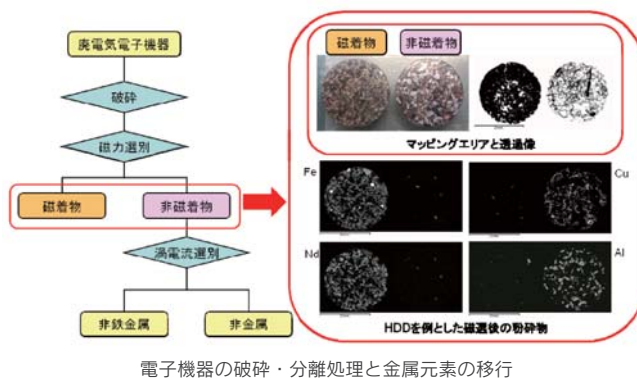 廃電気電子機器
破砕
磁力選別
磁着物
非磁着物
渦電流選別
非鉄金属
非金属
磁着物
非磁着物
マッピングエリアと透過像
Fe
Cu
Nd
Al
HDDを例とした磁選後の粉砕物
電子機器の破砕・分離処理と金属元素の移行